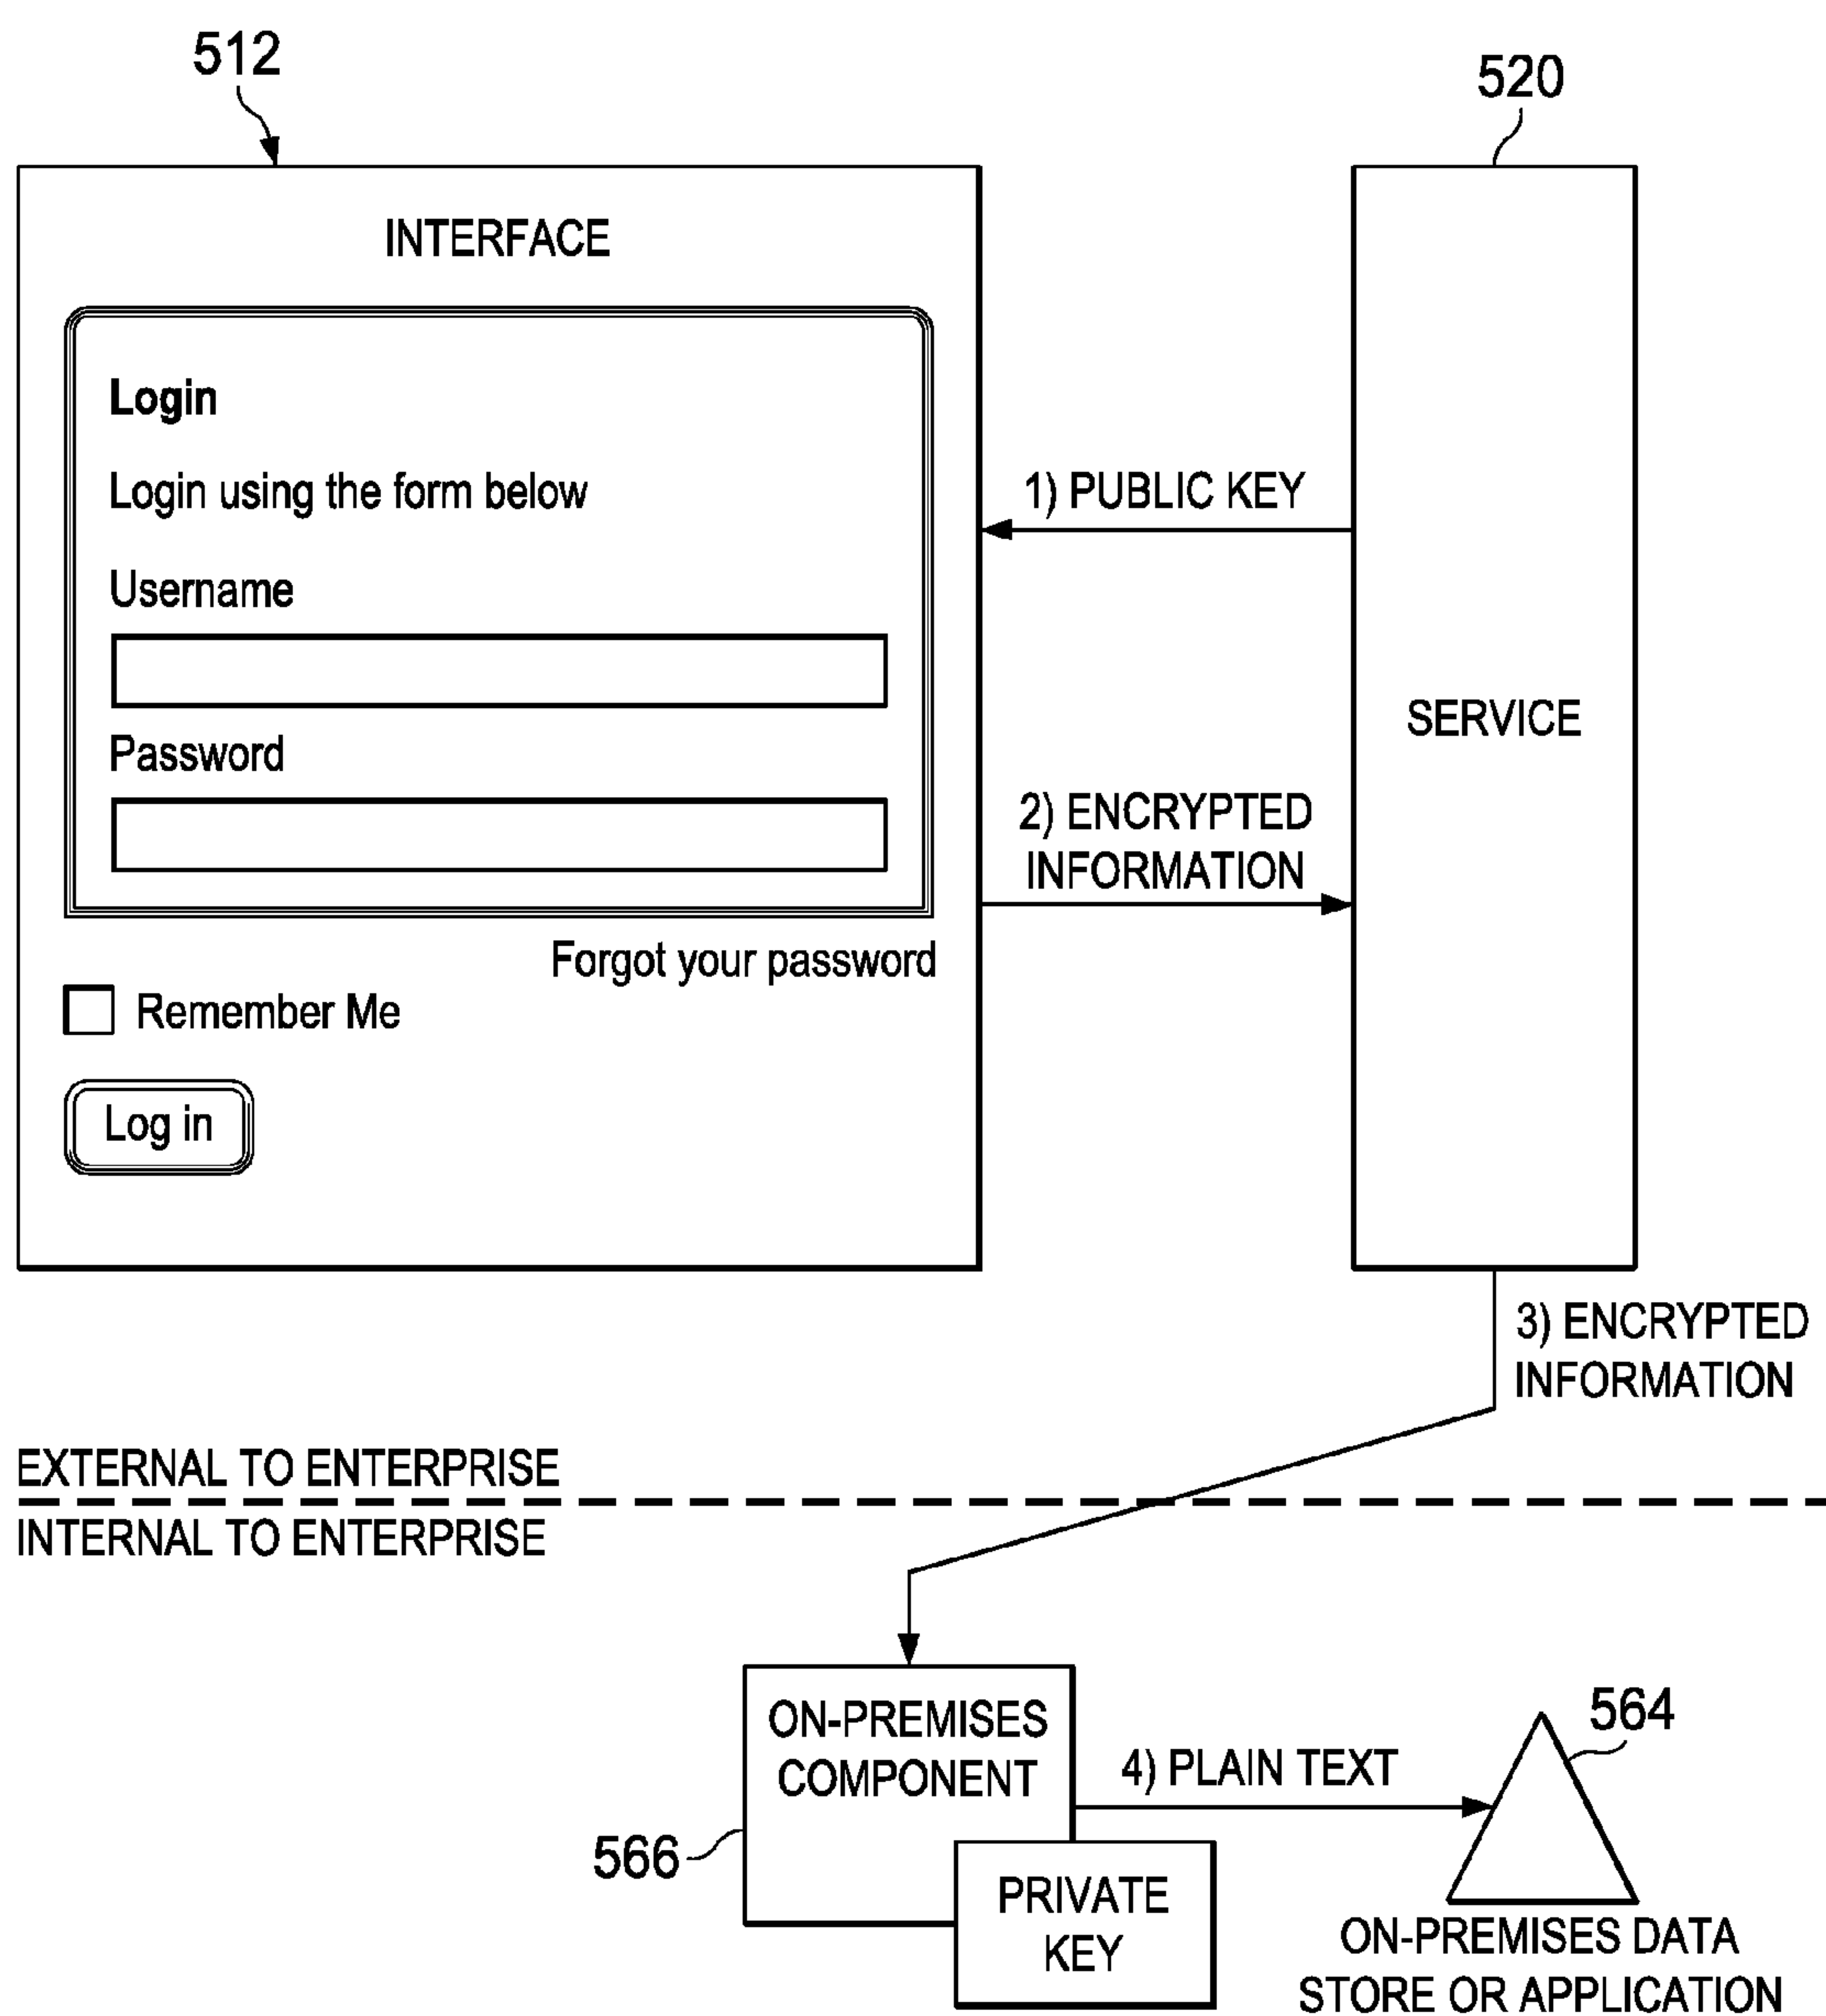 512
520
INTERFACE
Login
Login using the form below
Username
Password
Forgot your password
Remember Me
Log in
1) PUBLIC KEY
2) ENCRYPTED
INFORMATION
SERVICE
3) ENCRYPTED
INFORMATION
EXTERNAL TO ENTERPRISE
INTERNAL TO ENTERPRISE
ON-PREMISES
COMPONENT
566
PRIVATE
KEY
4) PLAIN TEXT
564
ON-PREMISES DATA
STORE OR APPLICATION